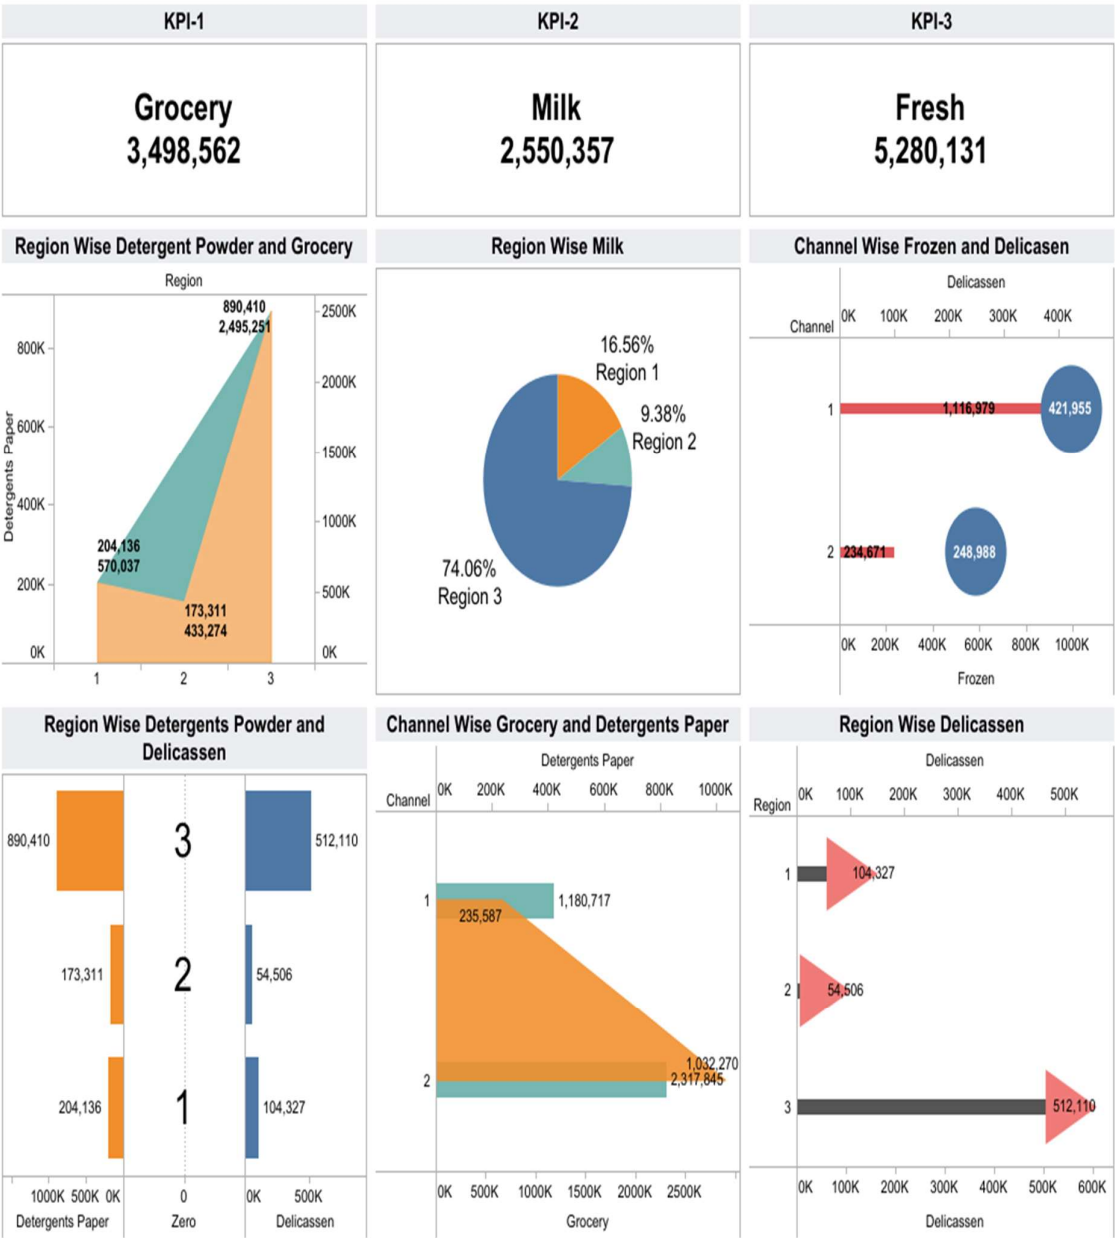 KPI-1
Grocery
3,498,562
KPI-2
Milk
2,550,357
KPI-3
Fresh
5,280,131
Region Wise Detergent Powder and Grocery
Region
890,410
2,495,251
204,136
570,037
173,311
433,274
Detergents Paper
800K
600K
400K
200K
0K
2500K
2000K
1500K
1000K
500K
0K
1 2 3
Region Wise Milk
16.56%
Region 1
9.38%
Region 2
74.06%
Region 3
Channel Wise Frozen and Delicasen
Delicassen
0K 100K 200K 300K 400K
Channel
1 1,116,979 421,955
2 234,671 248,988
0K 200K 400K 600K 800K 1000K
Frozen
Region Wise Detergents Powder and
Delicassen
890,410 3 512,110
173,311 2 54,506
204,136 1 104,327
1000K 500K 0K 0 0K 500K
Detergents Paper Zero Delicassen
Channel Wise Grocery and Detergents Paper
Detergents Paper
0K 200K 400K 600K 800K 1000K
Channel
1 1,180,717
235,587
1,032,270
2 2,317,845
0K 500K 1000K 1500K 2000K 2500K
Grocery
Region Wise Delicassen
Delicassen
0K 100K 200K 300K 400K 500K
Region
1 104,327
2 54,506
3 512,110
0K 100K 200K 300K 400K 500K 600K
Delicassen